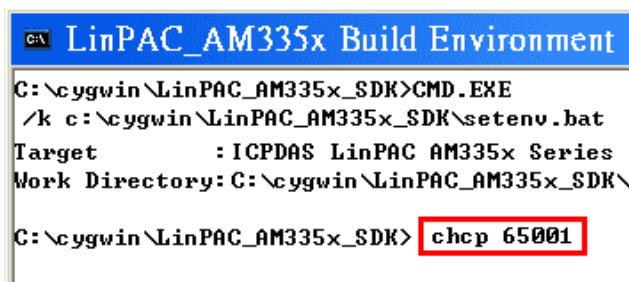 LinPAC_AM335x Build Environment
C:\cygwin\LinPAC_AM335x_SDK>CMD.EXE
/k c:\cygwin\LinPAC_AM335x_SDK\setenv.bat
Target : ICPDAS LinPAC AM335x Series
Work Directory: C:\cygwin\LinPAC_AM335x_SDK\
C:\cygwin\LinPAC_AM335x_SDK> chcp 65001